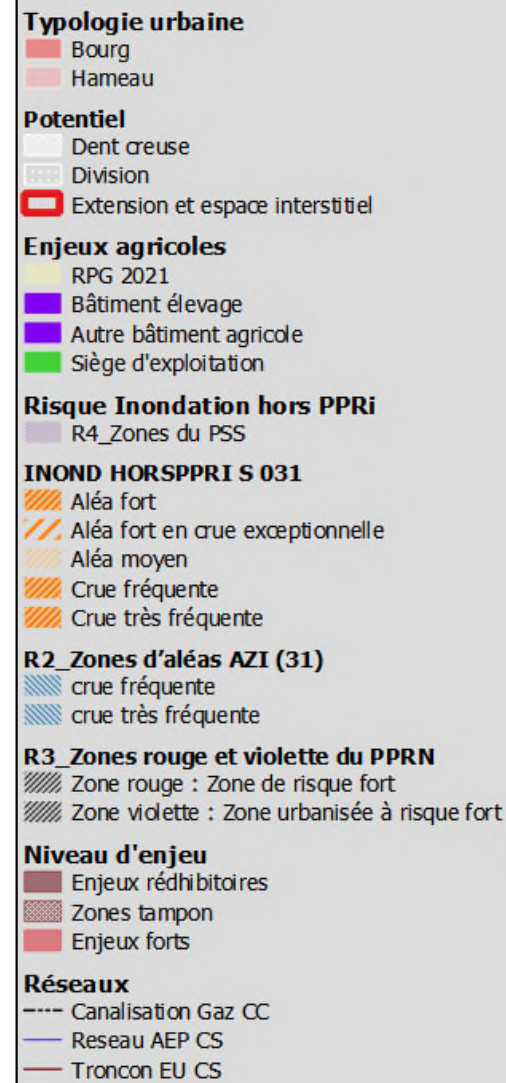 Typologie urbaine
Bourg
Hameau
Potentiel
Dent creuse
Division
Extension et espace interstitiel
Enjeux agricoles
RPG 2021
Bâtiment élevage
Autre bâtiment agricole
Siège d'exploitation
Risque Inondation hors PPRi
R4_Zones du PSS
INOND HORSPPRI S 031
Aléa fort
Aléa fort en crue exceptionnelle
Aléa moyen
Crue fréquente
Crue très fréquente
R2_Zones d’aléas AZI (31)
crue fréquente
crue très fréquente
R3_Zones rouge et violette du PPRN
Zone rouge : Zone de risque fort
Zone violette : Zone urbanisée à risque fort
Niveau d'enjeu
Enjeux rédhibitoires
Zones tampon
Enjeux forts
Réseaux
Canalisation Gaz CC
Reseau AEP CS
Troncon EU CS